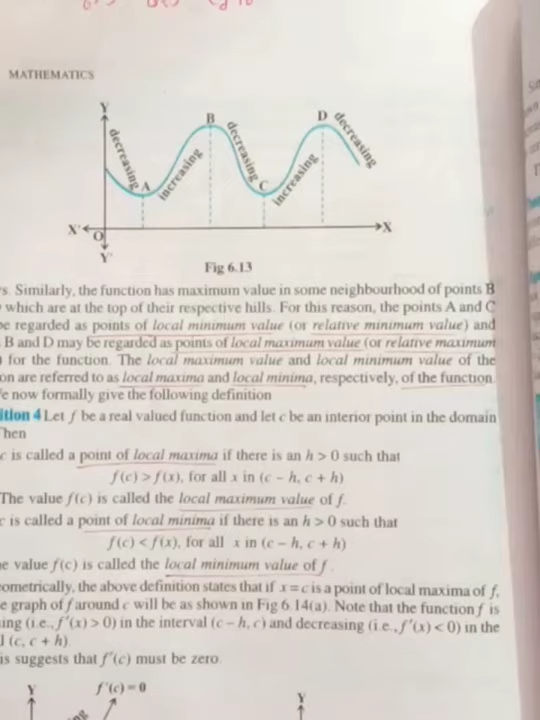 MATHEMATICS
Y
B
D
decreasing
increasing
decreasing
increasing
decreasing
A
C
X'
O
X
Y'
Fig 6.13
s. Similarly, the function has maximum value in some neighbourhood of points B
which are at the top of their respective hills. For this reason, the points A and C
e regarded as points of local minimum value (or relative minimum value) and
B and D may be regarded as points of local maximum value (or relative maximum
for the function. The local maximum value and local minimum value of the
on are referred to as local maxima and local minima, respectively, of the function.
e now formally give the following definition
ition 4 Let f be a real valued function and let c be an interior point in the domain
Then
c is called a point of local maxima if there is an h > 0 such that
f(c) > f(x), for all x in (c – h, c + h)
The value f(c) is called the local maximum value of f.
c is called a point of local minima if there is an h > 0 such that
f(c) < f(x), for all x in (c – h, c + h)
e value f(c) is called the local minimum value of f.
eometrically, the above definition states that if x = c is a point of local maxima of f,
e graph of f around c will be as shown in Fig 6.14(a). Note that the function f is
ing (i.e., f'(x) > 0) in the interval (c – h, c) and decreasing (i.e., f'(x) < 0) in the
l (c, c + h).
is suggests that f'(c) must be zero.
Y
f'(c) = 0
Y